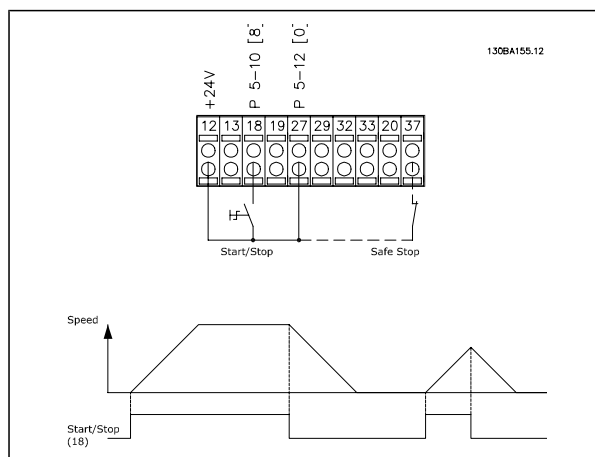 130BA155.12
+24V
P 5-10 [8]
P 5-12 [0]
12 13 18 19 27 29 32 33 20 37
Start/Stop
Safe Stop
Speed
Start/Stop
(18)